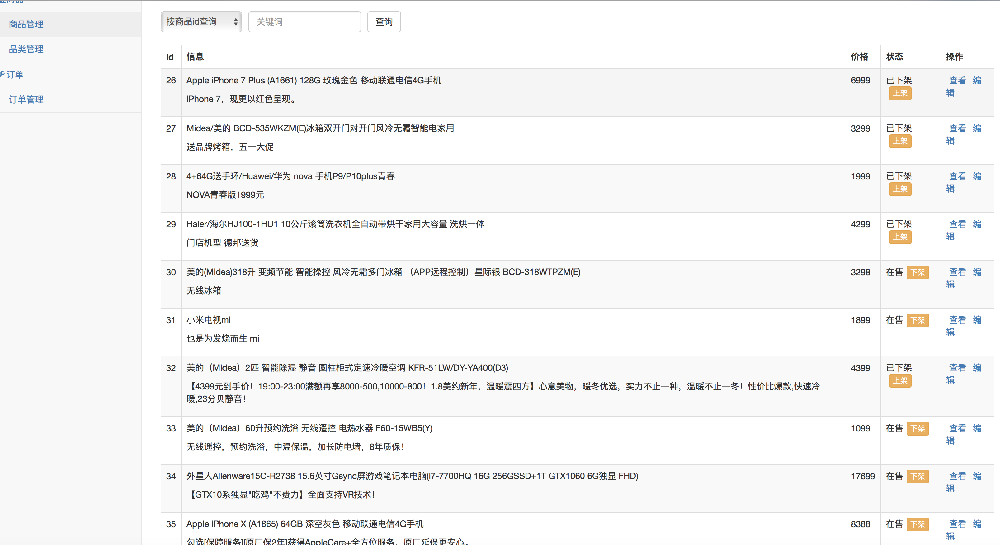 商品
商品管理
品类管理
订单
订单管理
按商品id查询 关键词 查询
id 信息 价格 状态 操作
26 Apple iPhone 7 Plus (A1661) 128G 玫瑰金色 移动联通电信4G手机 6999 已下架 查看 编
iPhone 7，现更以红色呈现。 上架 辑
27 Midea/美的 BCD-535WKZM(E)冰箱双开门对开门风冷无霜智能电家用 3299 已下架 查看 编
送品牌烤箱，五一大促 上架 辑
28 4+64G送手环/Huawei/华为 nova 手机P9/P10plus青春 1999 已下架 查看 编
NOVA青春版1999元 上架 辑
29 Haier/海尔HJ100-1HU1 10公斤滚筒洗衣机全自动带烘干家用大容量 洗烘一体 4299 已下架 查看 编
门店机型 德邦送货 上架 辑
30 美的(Midea)318升 变频节能 智能操控 风冷无霜多门冰箱 （APP远程控制）星际银 BCD-318WTPZM(E) 3298 在售 下架 查看 编
无线冰箱 辑
31 小米电视mi 1899 在售 下架 查看 编
也是为发烧而生 mi 辑
32 美的（Midea）2匹 智能除湿 静音 圆柱柜式定速冷暖空调 KFR-51LW/DY-YA400(D3) 4399 已下架 查看 编
【4399元到手价！19:00-23:00满额再享8000-500,10000-800！1.8美约新年，温暖震四方】心意美物，暖冬优选，实力不止一种，温暖不止一冬！性价比爆款,快速冷 上架 辑
暖,23分贝静音！
33 美的（Midea）60升预约洗浴 无线遥控 电热水器 F60-15WB5(Y) 1099 在售 下架 查看 编
无线遥控，预约洗浴，中温保温，加长防电墙，8年质保！ 辑
34 外星人Alienware15C-R2738 15.6英寸Gsync屏游戏笔记本电脑(i7-7700HQ 16G 256GSSD+1T GTX1060 6G独显 FHD) 17699 在售 下架 查看 编
【GTX10系独显"吃鸡"不费力】全面支持VR技术！ 辑
35 Apple iPhone X (A1865) 64GB 深空灰色 移动联通电信4G手机 8388 在售 下架 查看 编
勾选[保障服务][原厂保2年]获得AppleCare+全方位服务，原厂延保更安心。 辑